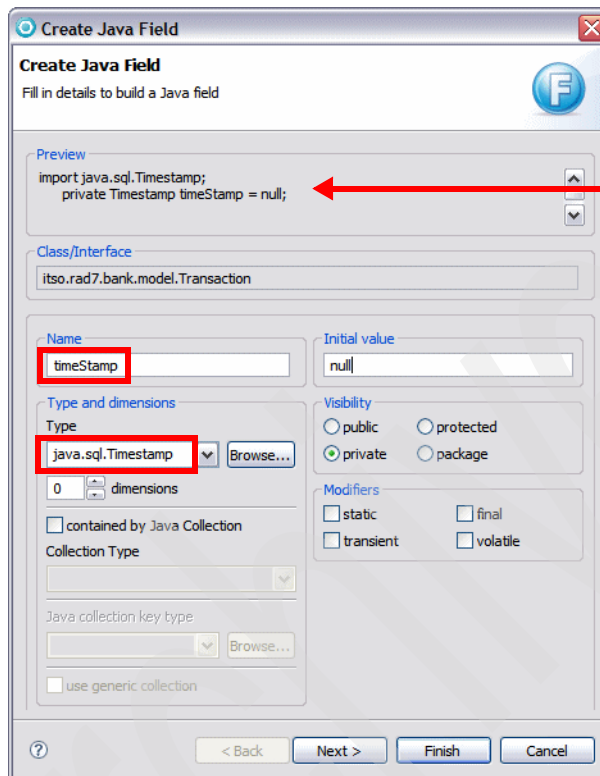 Create Java Field
Create Java Field
Fill in details to build a Java field
F
Preview
import java.sql.Timestamp;
private Timestamp timeStamp = null;
Class/Interface
itso.rad7.bank.model.Transaction
Name
timeStamp
Initial value
null
Type and dimensions
Type
java.sql.Timestamp
Browse...
0
dimensions
contained by Java Collection
Collection Type
Java collection key type
Browse...
use generic collection
Visibility
public
protected
private
package
Modifiers
static
final
transient
volatile
?
< Back
Next >
Finish
Cancel